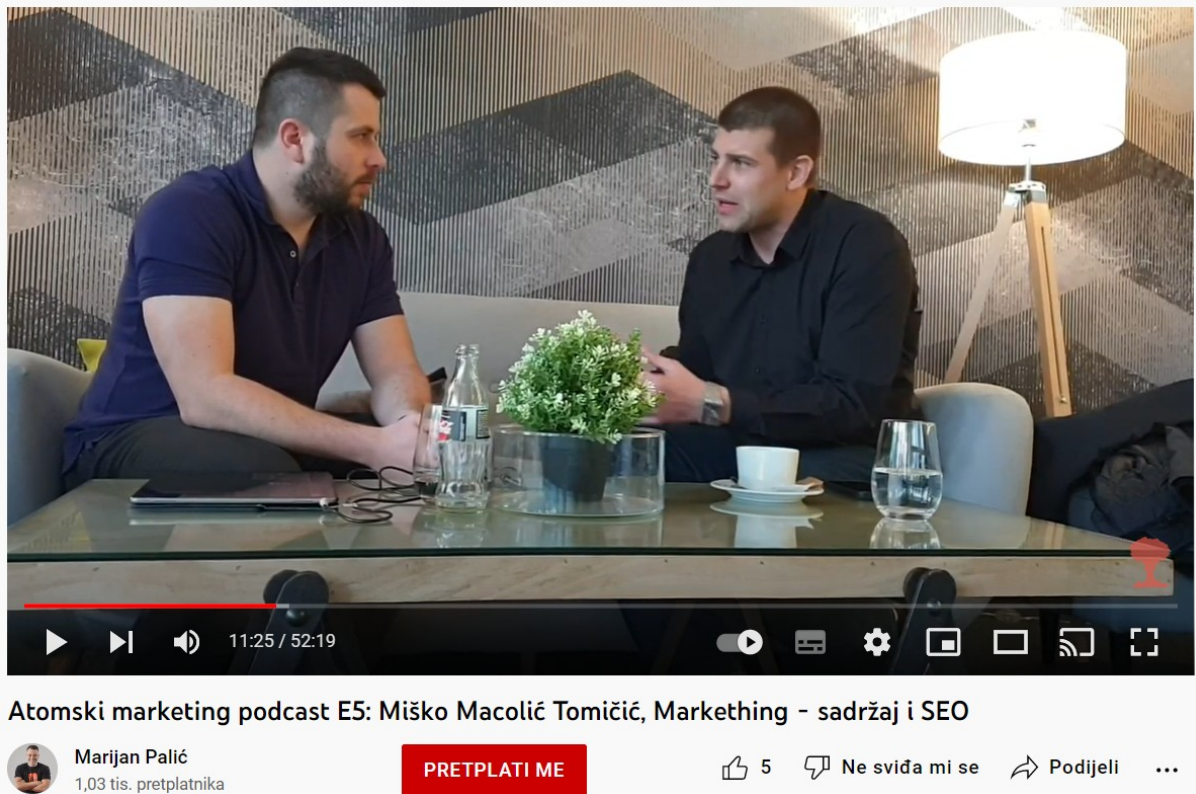 11:25 / 52:19
Atomski marketing podcast E5: Miško Macolić Tomičić, Markething - sadržaj i SEO
Marijan Palić
1,03 tis. pretplatnika
PRETPLATI ME
5
Ne sviđa mi se
Podijeli